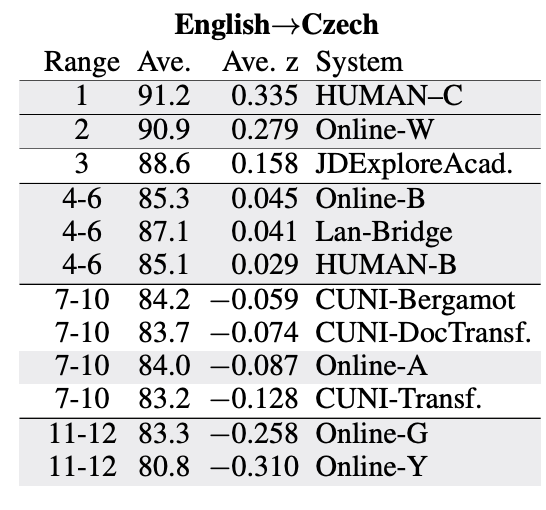 English→Czech
Range Ave. Ave. z System
1 91.2 0.335 HUMAN–C
2 90.9 0.279 Online-W
3 88.6 0.158 JDExploreAcad.
4-6 85.3 0.045 Online-B
4-6 87.1 0.041 Lan-Bridge
4-6 85.1 0.029 HUMAN-B
7-10 84.2 −0.059 CUNI-Bergamot
7-10 83.7 −0.074 CUNI-DocTransf.
7-10 84.0 −0.087 Online-A
7-10 83.2 −0.128 CUNI-Transf.
11-12 83.3 −0.258 Online-G
11-12 80.8 −0.310 Online-Y